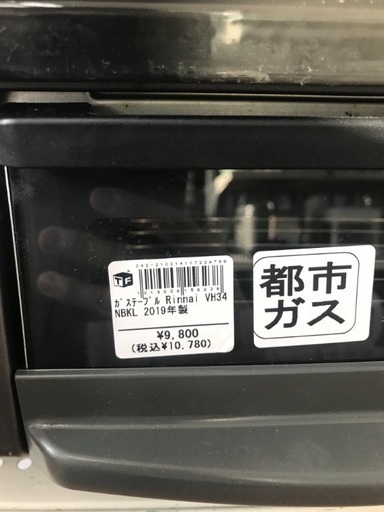 ガステーブル Rinnai VH34
NBKL 2019年製
¥9,800
(税込¥10,780)
都市
ガス